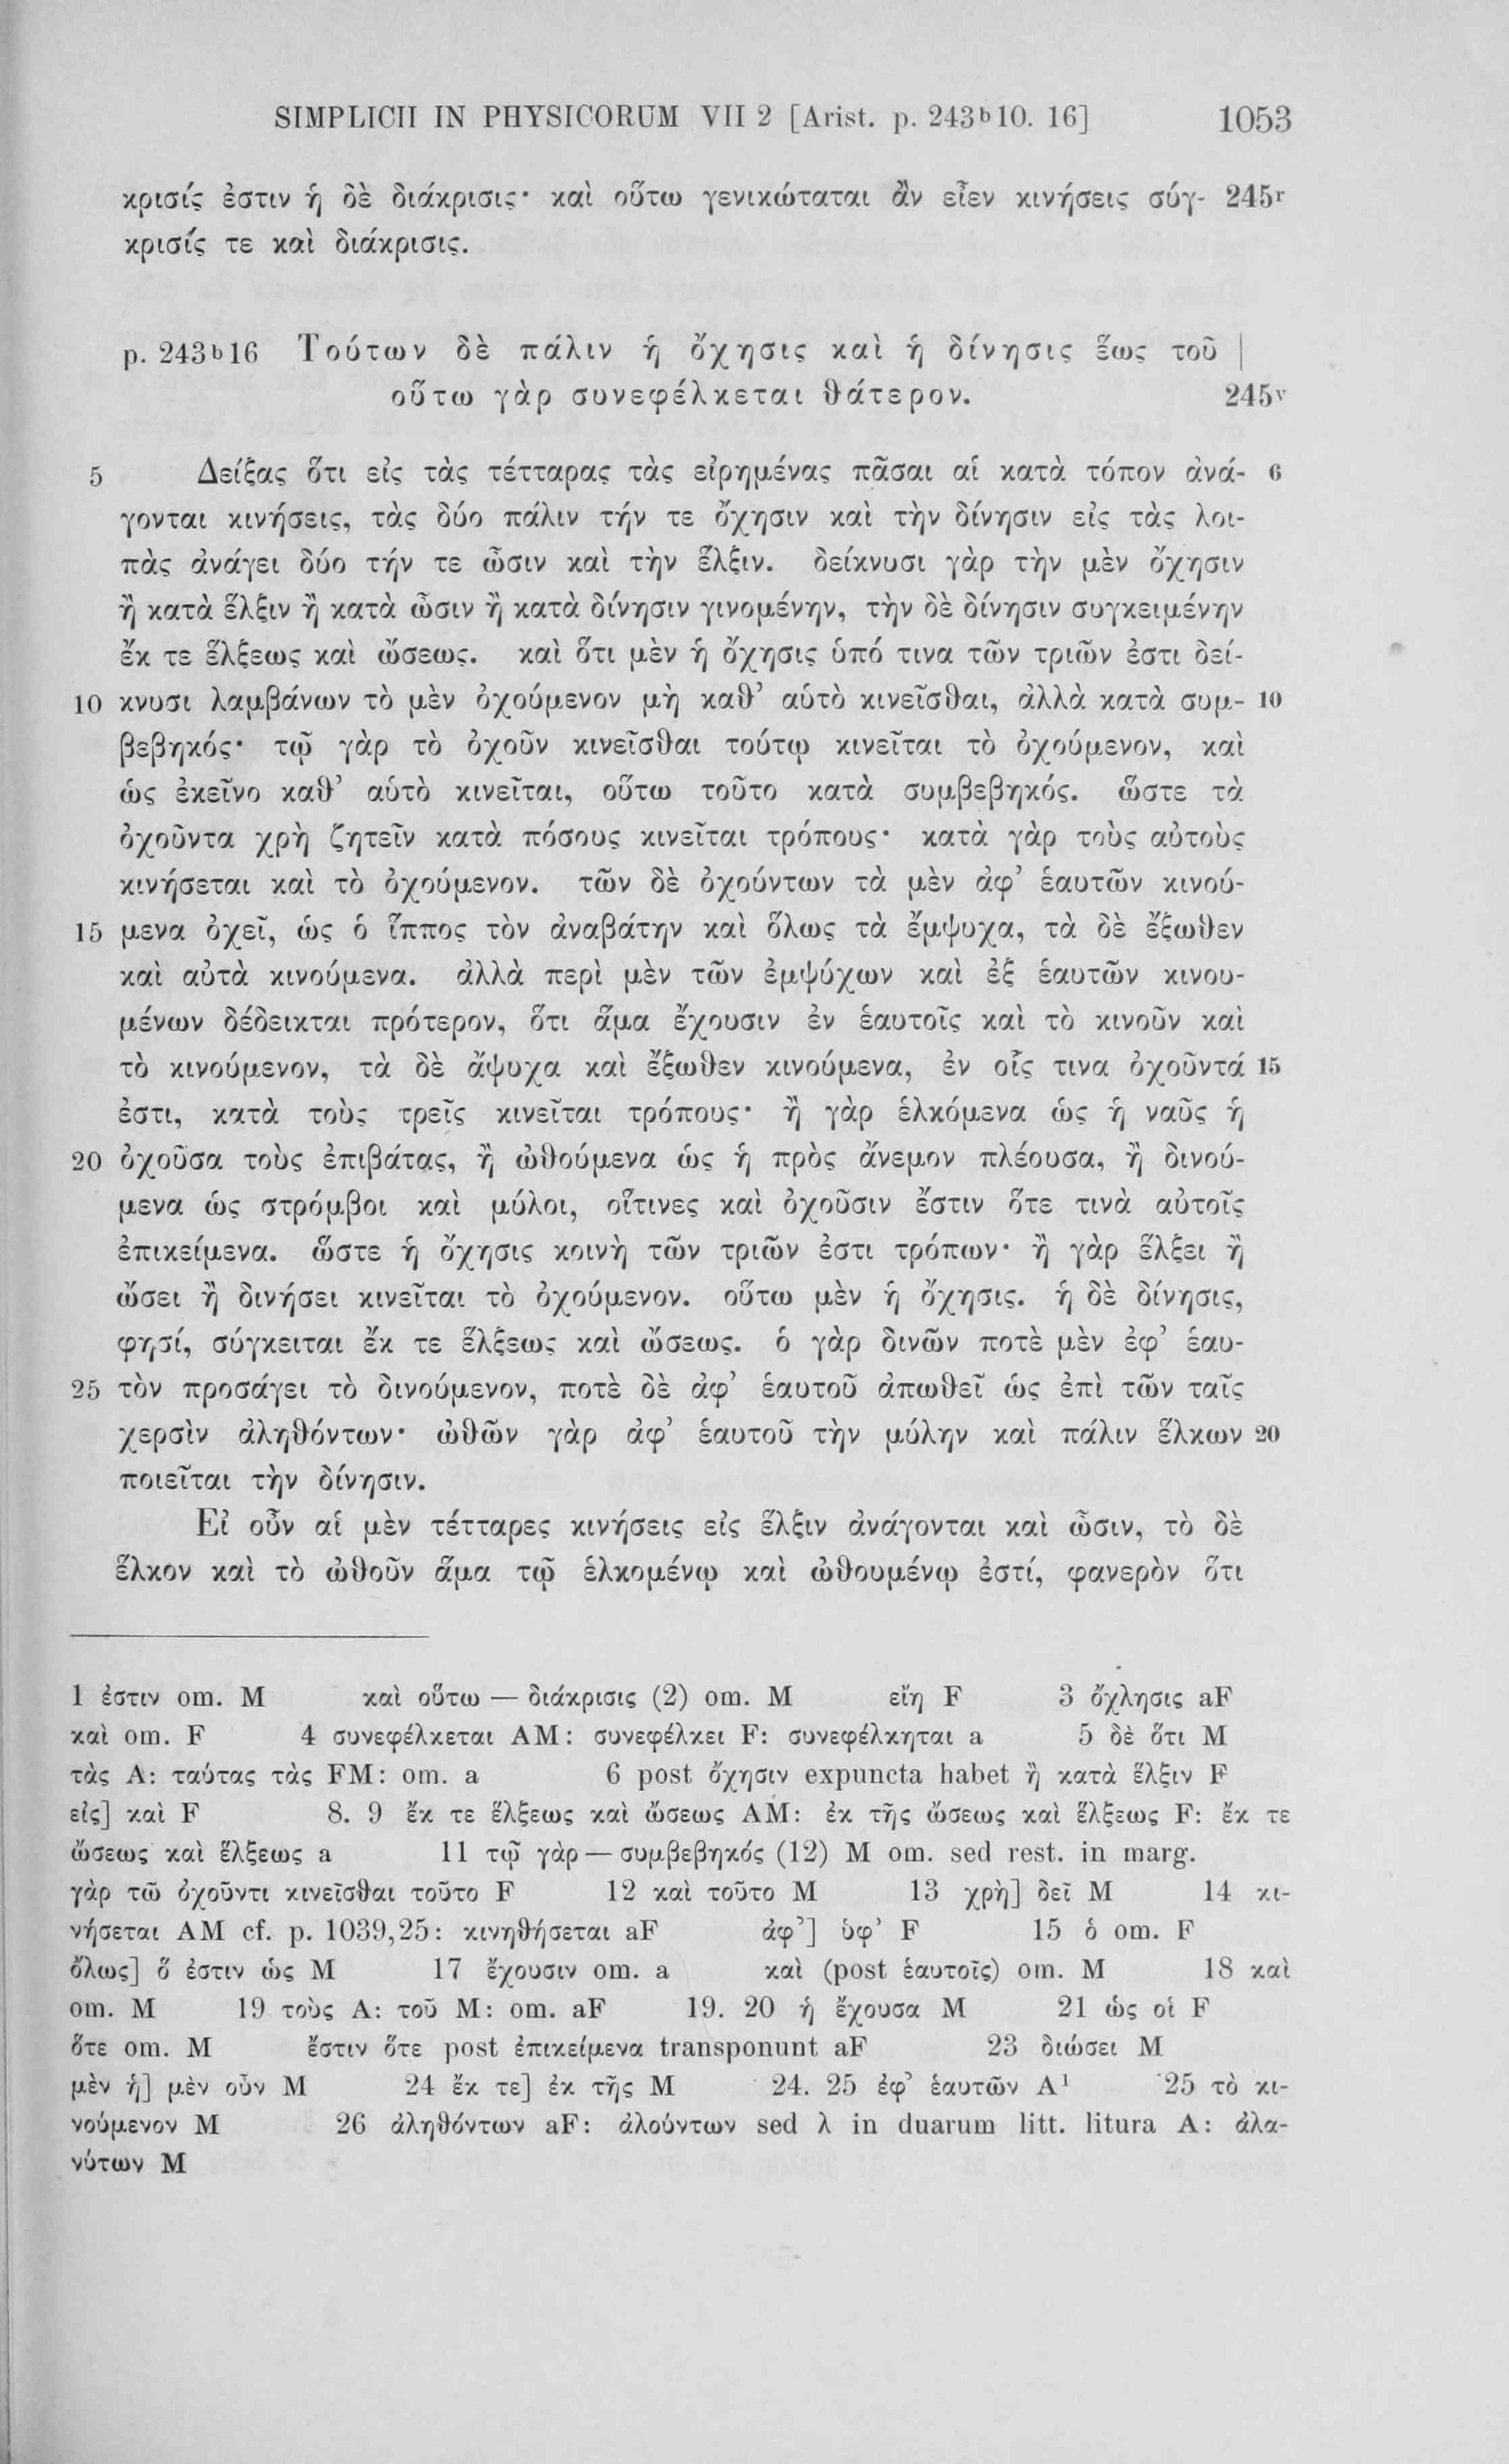 SIMPLICII IN PHYSICORUM VII 2 [Arist. p. 243ᵇ10. 16] 1053
κρισίς ἐστιν ἡ δὲ διάκρισις· καὶ οὕτω γενικώταται ἂν εἶεν κινήσεις σύγ- 245ʳ
κρισίς τε καὶ διάκρισις.
p. 243ᵇ16 Τούτων δὲ πάλιν ἡ ὄχησις καὶ ἡ δίνησις ἕως τοῦ |
οὕτω γὰρ συνεφέλκεται θάτερον. 245ᵛ
5 Δείξας ὅτι εἰς τὰς τέτταρας τὰς εἰρημένας πᾶσαι αἱ κατὰ τόπον ἀνά- 6
γονται κινήσεις, τὰς δύο πάλιν τήν τε ὄχησιν καὶ τὴν δίνησιν εἰς τὰς λοι-
πὰς ἀνάγει δύο τήν τε ὦσιν καὶ τὴν ἕλξιν. δείκνυσι γὰρ τὴν μὲν ὄχησιν
ἢ κατὰ ἕλξιν ἢ κατὰ ὦσιν ἢ κατὰ δίνησιν γινομένην, τὴν δὲ δίνησιν συγκειμένην
ἔκ τε ἕλξεως καὶ ὤσεως. καὶ ὅτι μὲν ἡ ὄχησις ὑπό τινα τῶν τριῶν ἐστι δεί-
10 κνυσι λαμβάνων τὸ μὲν ὀχούμενον μὴ καθ’ αὑτὸ κινεῖσθαι, ἀλλὰ κατὰ συμ- 10
βεβηκός· τῷ γὰρ τὸ ὀχοῦν κινεῖσθαι τούτῳ κινεῖται τὸ ὀχούμενον, καὶ
ὡς ἐκεῖνο καθ’ αὑτὸ κινεῖται, οὕτω τοῦτο κατὰ συμβεβηκός. ὥστε τὰ
ὀχοῦντα χρὴ ζητεῖν κατὰ πόσους κινεῖται τρόπους· κατὰ γὰρ τοὺς αὐτοὺς
κινήσεται καὶ τὸ ὀχούμενον. τῶν δὲ ὀχούντων τὰ μὲν ἀφ’ ἑαυτῶν κινού-
15 μενα ὀχεῖ, ὡς ὁ ἵππος τὸν ἀναβάτην καὶ ὅλως τὰ ἔμψυχα, τὰ δὲ ἔξωθεν
καὶ αὐτὰ κινούμενα. ἀλλὰ περὶ μὲν τῶν ἐμψύχων καὶ ἐξ ἑαυτῶν κινου-
μένων δέδεικται πρότερον, ὅτι ἅμα ἔχουσιν ἐν ἑαυτοῖς καὶ τὸ κινοῦν καὶ
τὸ κινούμενον, τὰ δὲ ἄψυχα καὶ ἔξωθεν κινούμενα, ἐν οἷς τινα ὀχοῦντά 15
ἐστι, κατὰ τοὺς τρεῖς κινεῖται τρόπους· ἢ γὰρ ἑλκόμενα ὡς ἡ ναῦς ἡ
20 ὀχοῦσα τοὺς ἐπιβάτας, ἢ ὠθούμενα ὡς ἡ πρὸς ἄνεμον πλέουσα, ἢ δινού-
μενα ὡς στρόμβοι καὶ μύλοι, οἵτινες καὶ ὀχοῦσιν ἔστιν ὅτε τινὰ αὐτοῖς
ἐπικείμενα. ὥστε ἡ ὄχησις κοινὴ τῶν τριῶν ἐστι τρόπων· ἢ γὰρ ἕλξει ἢ
ὤσει ἢ δινήσει κινεῖται τὸ ὀχούμενον. οὕτω μὲν ἡ ὄχησις. ἡ δὲ δίνησις,
φησί, σύγκειται ἔκ τε ἕλξεως καὶ ὤσεως. ὁ γὰρ δινῶν ποτὲ μὲν ἐφ’ ἑαυ-
25 τὸν προσάγει τὸ δινούμενον, ποτὲ δὲ ἀφ’ ἑαυτοῦ ἀπωθεῖ ὡς ἐπὶ τῶν ταῖς
χερσὶν ἀληθόντων· ὠθῶν γὰρ ἀφ’ ἑαυτοῦ τὴν μύλην καὶ πάλιν ἕλκων 20
ποιεῖται τὴν δίνησιν.
Εἰ οὖν αἱ μὲν τέτταρες κινήσεις εἰς ἕλξιν ἀνάγονται καὶ ὦσιν, τὸ δὲ
ἕλκον καὶ τὸ ὠθοῦν ἅμα τῷ ἑλκομένῳ καὶ ὠθουμένῳ ἐστί, φανερὸν ὅτι
1 ἐστιν om. M καὶ οὕτω — διάκρισις (2) om. M εἴη F 3 ὄχλησις aF
καὶ om. F 4 συνεφέλκεται AM: συνεφέλκει F: συνεφέλκηται a 5 δὲ ὅτι M
τὰς A: ταύτας τὰς FM: om. a 6 post ὄχησιν expuncta habet ἢ κατὰ ἕλξιν F
εἰς] καὶ F 8. 9 ἔκ τε ἕλξεως καὶ ὤσεως AM: ἐκ τῆς ὤσεως καὶ ἕλξεως F: ἔκ τε
ὤσεως καὶ ἕλξεως a 11 τῷ γὰρ — συμβεβηκός (12) M om. sed rest. in marg.
γὰρ τῶ ὀχοῦντι κινεῖσθαι τοῦτο F 12 καὶ τοῦτο M 13 χρὴ] δεῖ M 14 κι-
νήσεται AM cf. p. 1039,25: κινηθήσεται aF ἀφ’] ὑφ’ F 15 ὁ om. F
ὅλως] ὅ ἐστιν ὡς M 17 ἔχουσιν om. a καὶ (post ἑαυτοῖς) om. M 18 καὶ
om. M 19 τοὺς A: τοῦ M: om. aF 19. 20 ἡ ἔχουσα M 21 ὡς οἱ F
ὅτε om. M ἔστιν ὅτε post ἐπικείμενα transponunt aF 23 διώσει M
μὲν ἡ] μὲν οὖν M 24 ἔκ τε] ἐκ τῆς M 24. 25 ἐφ’ ἑαυτῶν A¹ 25 τὸ κι-
νούμενον M 26 ἀληθόντων aF: ἀλούντων sed λ in duarum litt. litura A: ἀλα-
νύτων M